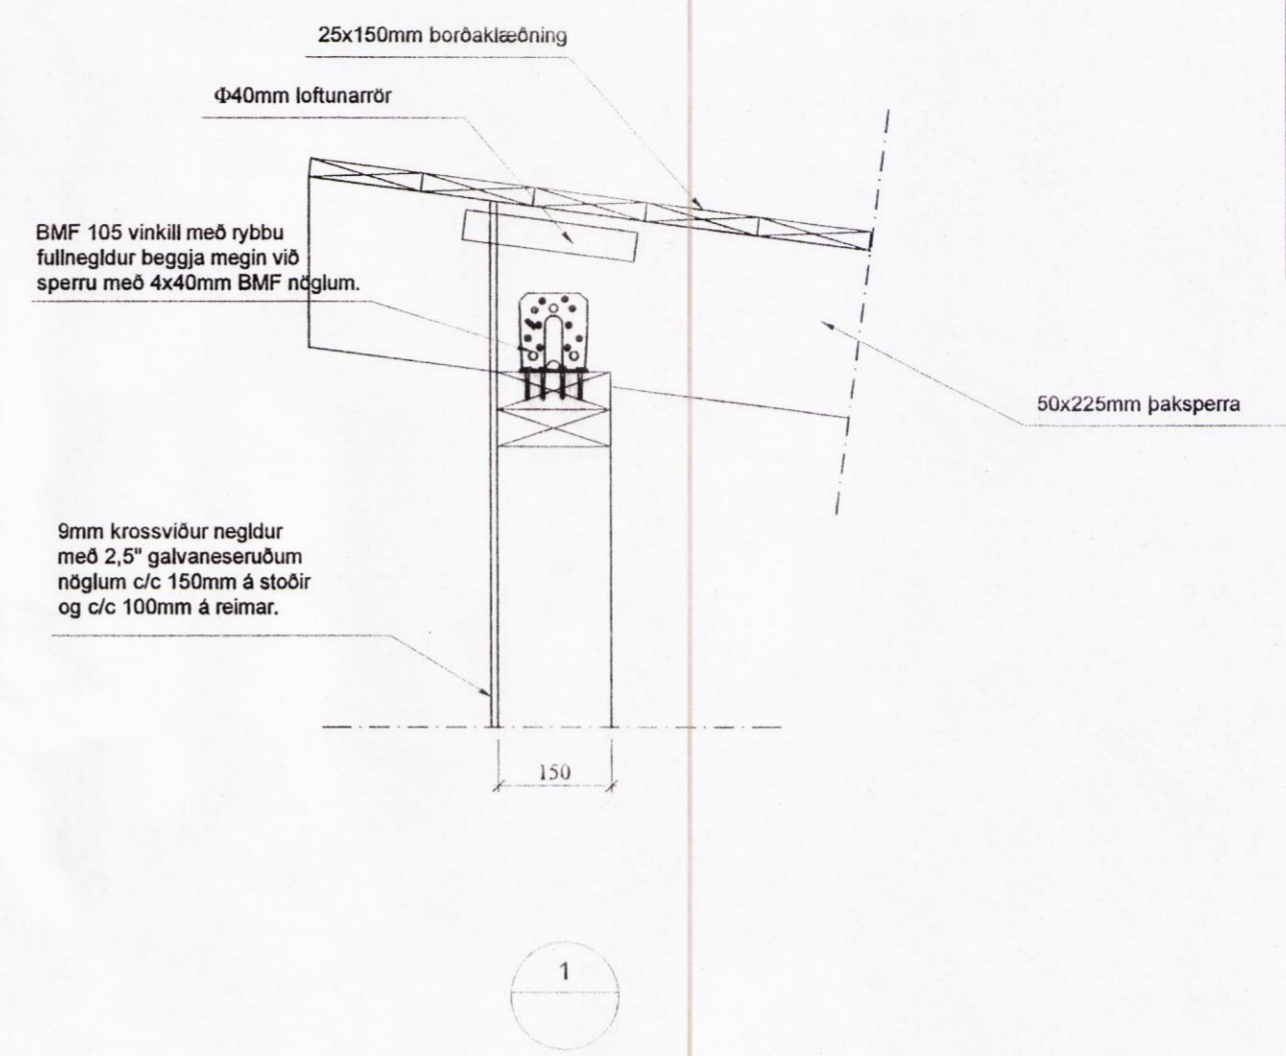 25x150mm borðaklæðning
Φ40mm loftunarrör
BMF 105 vinkill með rybbu
fullnegldur beggja megin við
sperru með 4x40mm BMF nöglum.
50x225mm þaksperra
9mm krossviður negldur
með 2,5" galvaneseruðum
nöglum c/c 150mm á stoðir
og c/c 100mm á reimar.
150
1